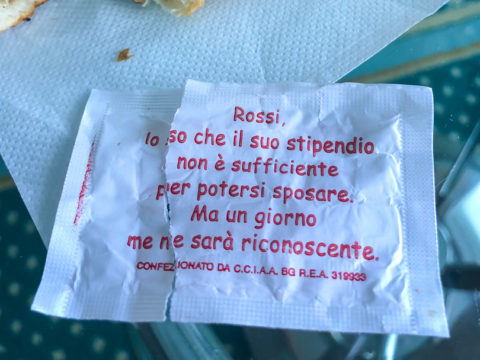 Rossi,
lo so che il suo stipendio
non è sufficiente
per potersi sposare.
Ma un giorno
me ne sarà riconoscente.
CONFEZIONATO DA C.C.I.A.A. BG R.E.A. 319933